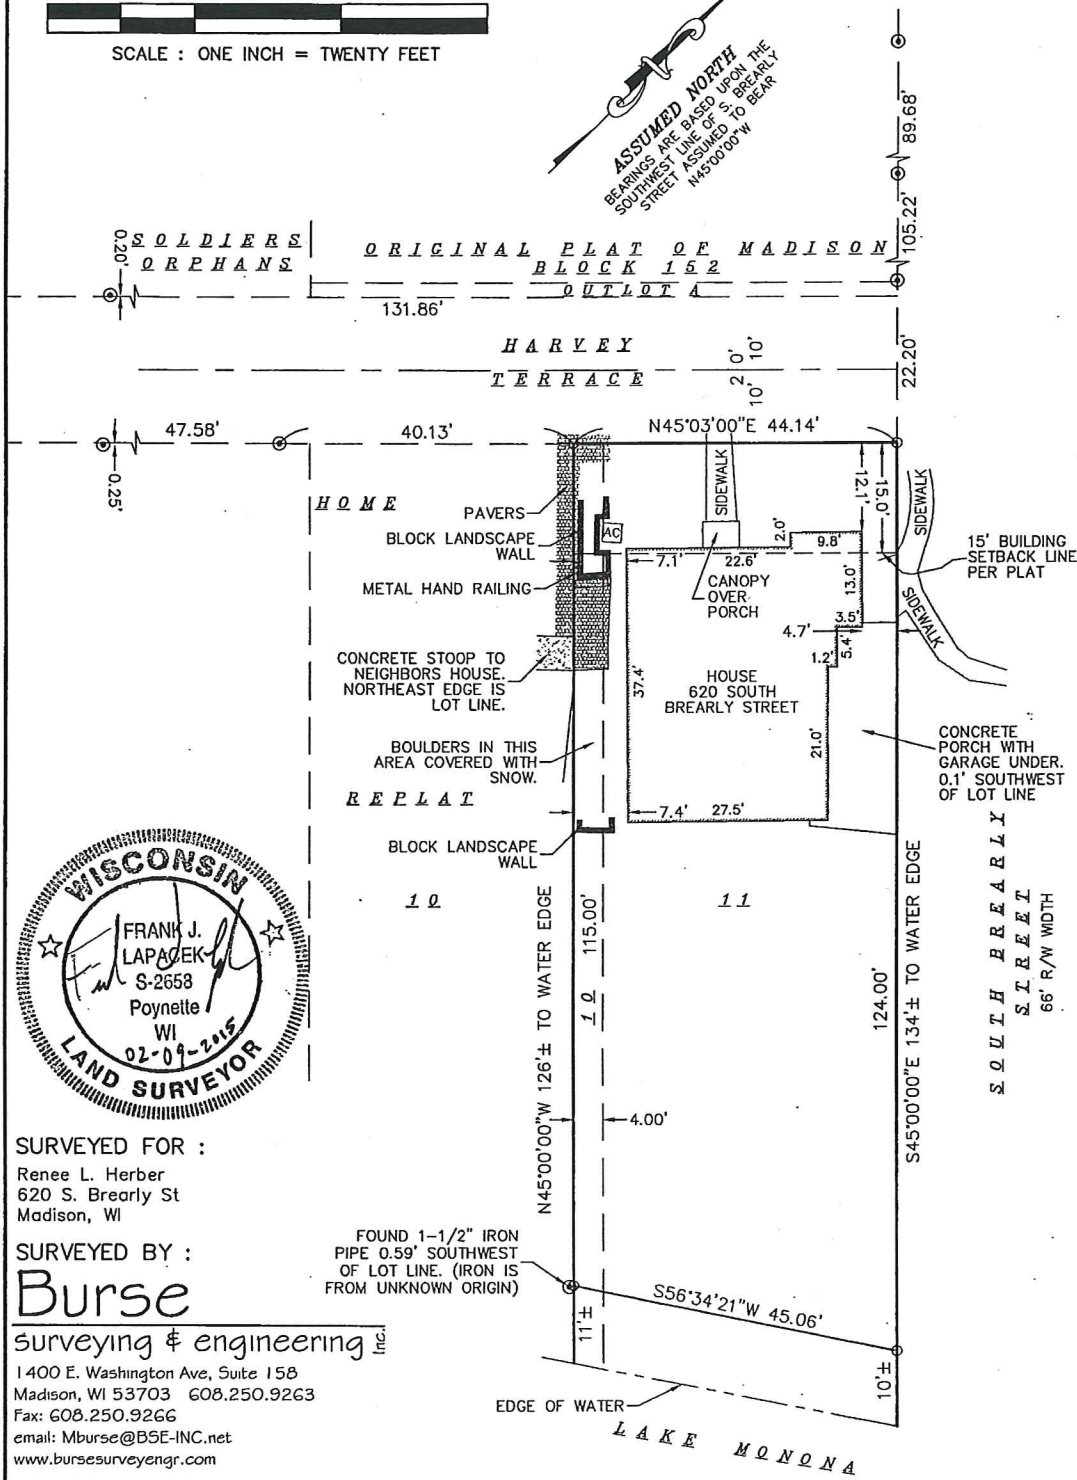 SCALE : ONE INCH = TWENTY FEET
ASSUMED NORTH
BEARINGS ARE BASED UPON THE
SOUTHWEST LINE OF S. BREARLY
STREET ASSUMED TO BEAR
N45°00'00"W
89.68'
105.22'
0.20'
SOLDIERS
ORPHANS
ORIGINAL PLAT OF MADISON
BLOCK 152
OUTLOT A
131.86'
HARVEY
TERRACE
20'
10'
10'
22.20'
47.58'
40.13'
N45°03'00"E 44.14'
0.25'
HOME
PAVERS
BLOCK LANDSCAPE
WALL
METAL HAND RAILING
AC
SIDEWALK
2.0'
9.8'
12.1'
15.0'
SIDEWALK
15' BUILDING
SETBACK LINE
PER PLAT
7.1'
22.6'
CANOPY
OVER
PORCH
13.0'
3.5'
4.7'
5.4'
1.2'
SIDEWALK
CONCRETE STOOP TO
NEIGHBORS HOUSE.
NORTHEAST EDGE IS
LOT LINE.
37.4'
HOUSE
620 SOUTH
BREARLY STREET
21.0'
CONCRETE
PORCH WITH
GARAGE UNDER.
0.1' SOUTHWEST
OF LOT LINE
BOULDERS IN THIS
AREA COVERED WITH
SNOW.
REPLAT
7.4'
27.5'
BLOCK LANDSCAPE
WALL
10
11
N45°00'00"W 126'± TO WATER EDGE
115.00'
10
124.00'
S45°00'00"E 134'± TO WATER EDGE
SOUTH BREARLY
STREET
66' R/W WIDTH
WISCONSIN
FRANK J.
LAPACEK
S-2658
Poynette
WI
02-09-2015
LAND SURVEYOR
4.00'
SURVEYED FOR :
Renee L. Herber
620 S. Brearly St
Madison, WI
SURVEYED BY :
Burse
surveying & engineering Inc.
1400 E. Washington Ave, Suite 158
Madison, WI 53703 608.250.9263
Fax: 608.250.9266
email: Mburse@BSE-INC.net
www.bursesurveyengr.com
FOUND 1-1/2" IRON
PIPE 0.59' SOUTHWEST
OF LOT LINE. (IRON IS
FROM UNKNOWN ORIGIN)
S56°34'21"W 45.06'
11'±
10'±
EDGE OF WATER
LAKE MONONA